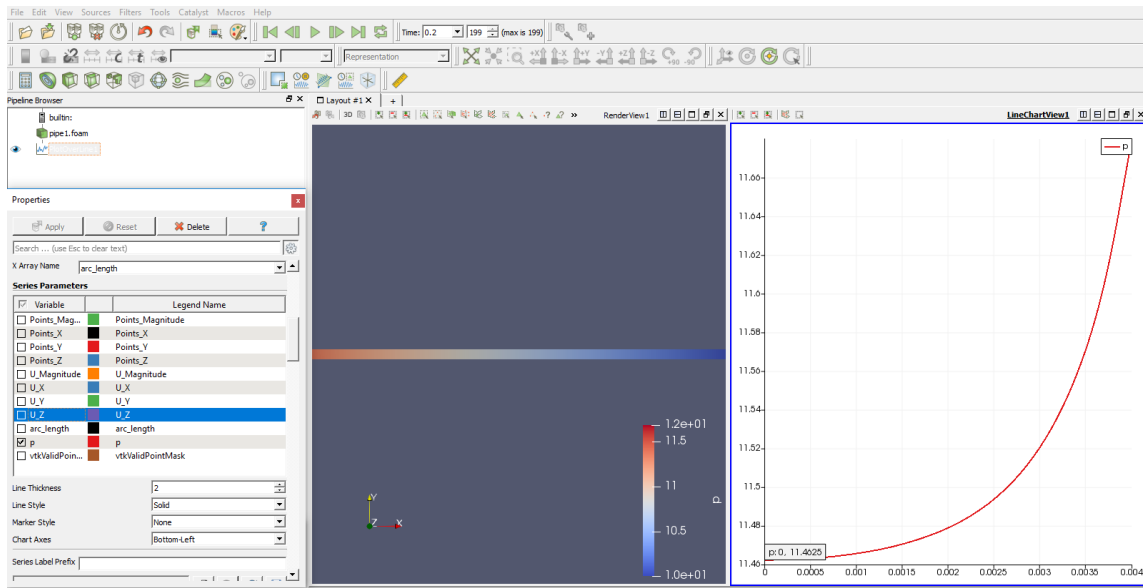 File Edit View Sources Filters Tools Catalyst Macros Help
Time: 0.2 199 (max is 199)
Representation
+X -X +Y -Y +Z -Z +90 -90
Pipeline Browser
builtin:
pipe1.foam
Properties
Apply Reset Delete ?
Search ... (use Esc to clear text)
X Array Name arc_length
Series Parameters
Variable Legend Name
Points_Mag... Points_Magnitude
Points_X Points_X
Points_Y Points_Y
Points_Z Points_Z
U_Magnitude U_Magnitude
U_X U_X
U_Y U_Y
U_Z U_Z
arc_length arc_length
p p
vtkValidPoin... vtkValidPointMask
Line Thickness 2
Line Style Solid
Marker Style None
Chart Axes Bottom-Left
Series Label Prefix
Layout #1 X +
3D RenderView1
Y
Z X
1.2e+01
11.5
11
10.5
1.0e+01
p
LineChartView1
p
11.66
11.64
11.62
11.6
11.58
11.56
11.54
11.52
11.5
11.48
11.46
p: 0, 11.4625
0 0.0005 0.001 0.0015 0.002 0.0025 0.003 0.0035 0.004